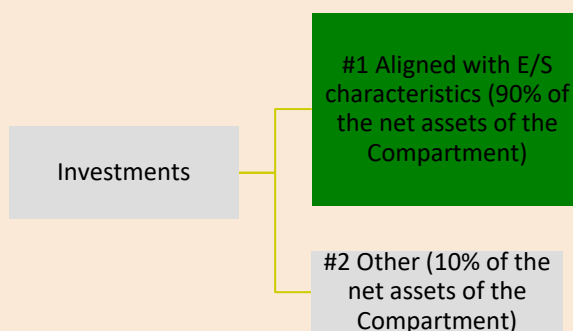 #1 Aligned with E/S
characteristics (90% of
the net assets of the
Compartment)
Investments
#2 Other (10% of the
net assets of the
Compartment)